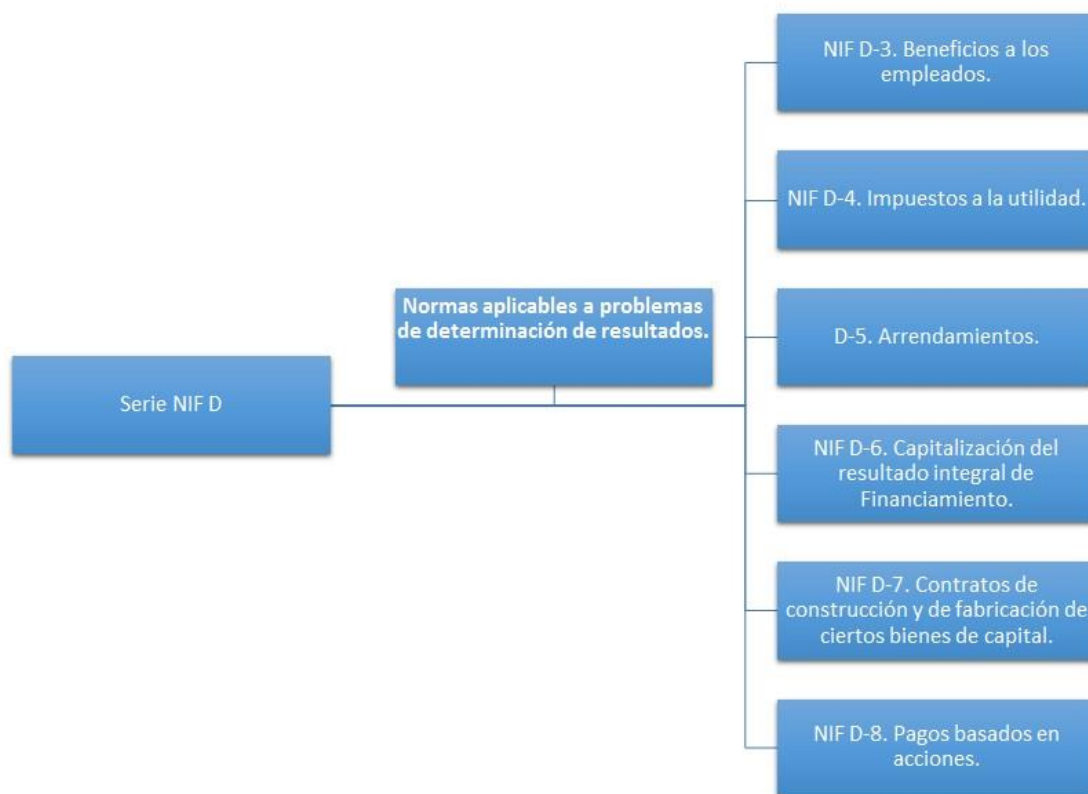 Serie NIF D
Normas aplicables a problemas
de determinación de resultados.
NIF D-3. Beneficios a los
empleados.
NIF D-4. Impuestos a la utilidad.
D-5. Arrendamientos.
NIF D-6. Capitalización del
resultado integral de
Financiamiento.
NIF D-7. Contratos de
construcción y de fabricación de
ciertos bienes de capital.
NIF D-8. Pagos basados en
acciones.